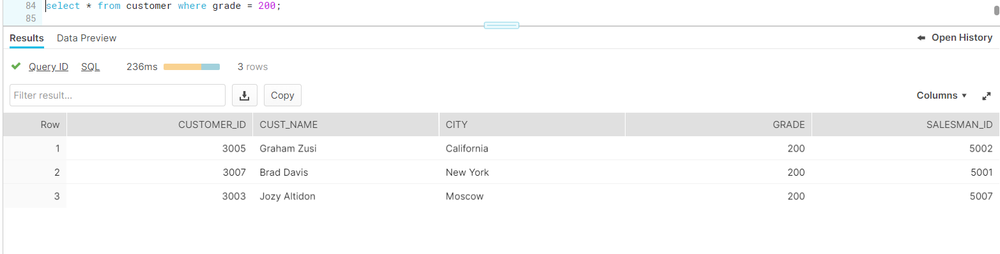 84 select * from customer where grade = 200;
85
Results Data Preview Open History
Query ID SQL 236ms 3 rows
Filter result... Copy Columns
Row CUSTOMER_ID CUST_NAME CITY GRADE SALESMAN_ID
1 3005 Graham Zusi California 200 5002
2 3007 Brad Davis New York 200 5001
3 3003 Jozy Altidon Moscow 200 5007